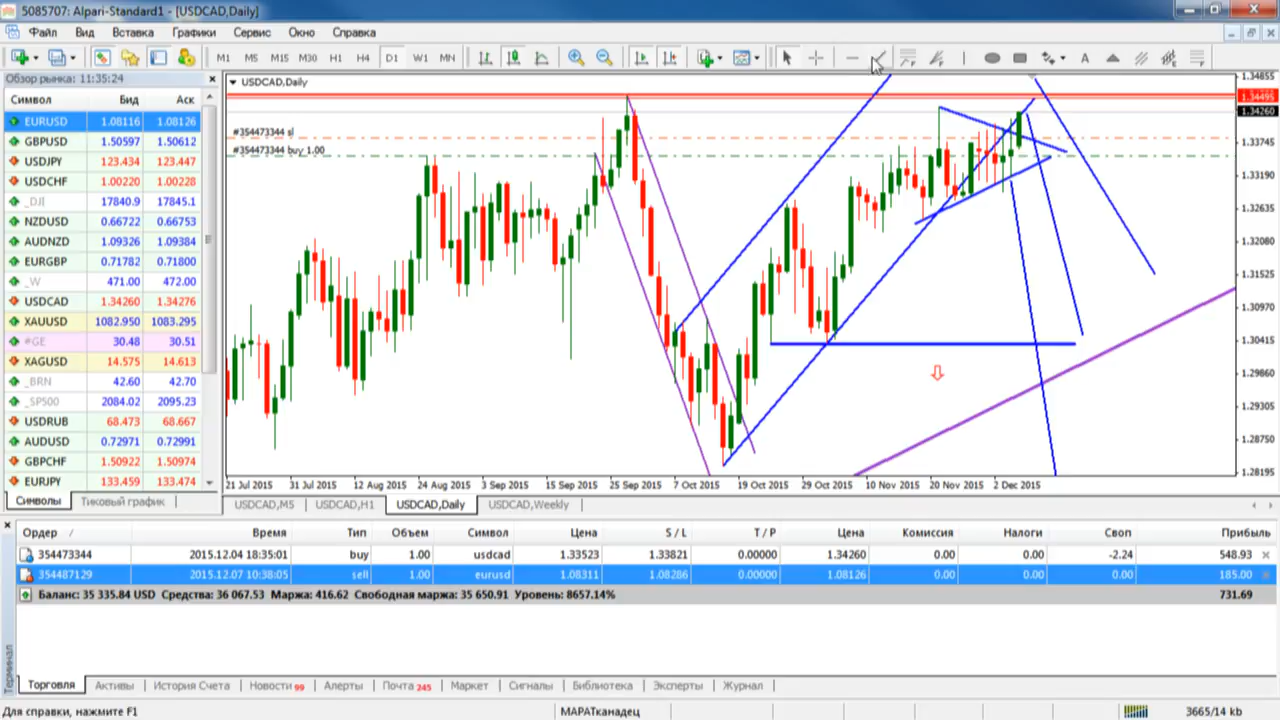 5085707: Alpari-Standard1 - [USDCAD,Daily]
Файл Вид Вставка Графики Сервис Окно Справка
M1 M5 M15 M30 H1 H4 D1 W1 MN
Обзор рынка: 11:35:24
Символ Бид Аск
EURUSD 1.08116 1.08126
GBPUSD 1.50597 1.50612
USDJPY 123.434 123.447
USDCHF 1.00220 1.00228
_DJI 17840.9 17845.1
NZDUSD 0.66722 0.66753
AUDNZD 1.09326 1.09384
EURGBP 0.71782 0.71800
_W 471.00 472.00
USDCAD 1.34260 1.34276
XAUUSD 1082.950 1083.295
#GE 30.48 30.51
XAGUSD 14.575 14.613
_BRN 42.60 42.70
_SP500 2084.02 2095.23
USDRUB 68.473 68.667
AUDUSD 0.72971 0.72991
GBPCHF 1.50922 1.50974
EURJPY 133.459 133.474
Символы Тиковый график
USDCAD,Daily
#354473344 sl
#354473344 buy 1.00
1.34855
1.34495
1.34260
1.33745
1.33190
1.32635
1.32080
1.31525
1.30970
1.30415
1.29860
1.29305
1.28750
1.28195
21 Jul 2015 31 Jul 2015 12 Aug 2015 24 Aug 2015 3 Sep 2015 15 Sep 2015 25 Sep 2015 7 Oct 2015 19 Oct 2015 29 Oct 2015 10 Nov 2015 20 Nov 2015 2 Dec 2015
USDCAD,M5 USDCAD,H1 USDCAD,Daily USDCAD,Weekly
Ордер / Время Тип Объем Символ Цена S / L T / P Цена Комиссия Налоги Своп Прибыль
354473344 2015.12.04 18:35:01 buy 1.00 usdcad 1.33523 1.33821 0.00000 1.34260 0.00 0.00 -2.24 548.93
354487129 2015.12.07 10:38:05 sell 1.00 eurusd 1.08311 1.08286 0.00000 1.08126 0.00 0.00 0.00 185.00
Баланс: 35 335.84 USD Средства: 36 067.53 Маржа: 416.62 Свободная маржа: 35 650.91 Уровень: 8657.14% 731.69
Терминал
Торговля Активы История Счета Новости 99 Алерты Почта 245 Маркет Сигналы Библиотека Эксперты Журнал
Для справки, нажмите F1 МАРАТканадец 3665/14 kb